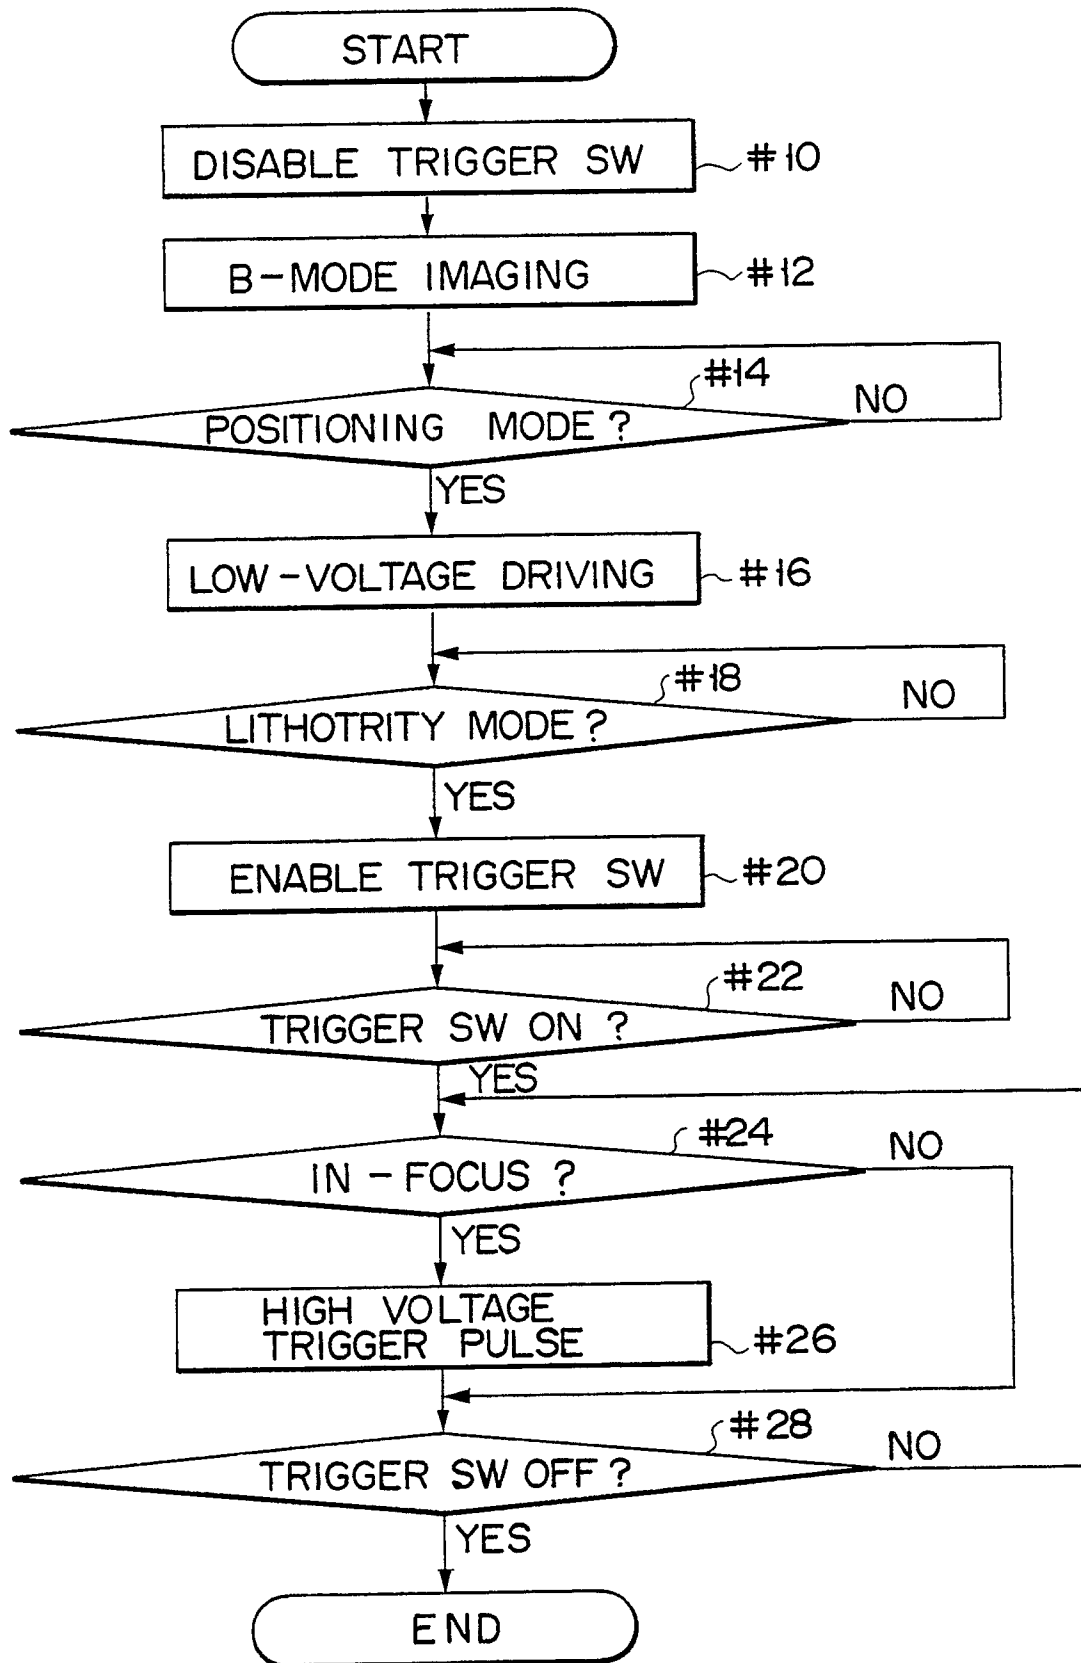 START
DISABLE TRIGGER SW #10
B-MODE IMAGING #12
#14
POSITIONING MODE? NO
YES
LOW-VOLTAGE DRIVING #16
#18
LITHOTRITY MODE? NO
YES
ENABLE TRIGGER SW #20
#22
TRIGGER SW ON ? NO
YES
#24
IN-FOCUS ? NO
YES
HIGH VOLTAGE
TRIGGER PULSE #26
#28
TRIGGER SW OFF? NO
YES
END